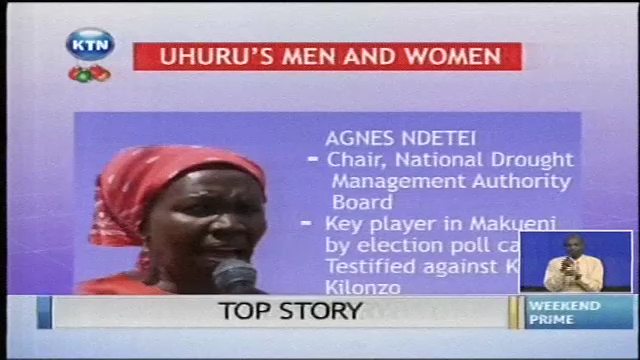 KTN
UHURU'S MEN AND WOMEN
AGNES NDETEI
- Chair, National Drought
Management Authority
Board
- Key player in Makueni
by election poll
Testified against
Kilonzo
TOP STORY
WEEKEND
PRIME